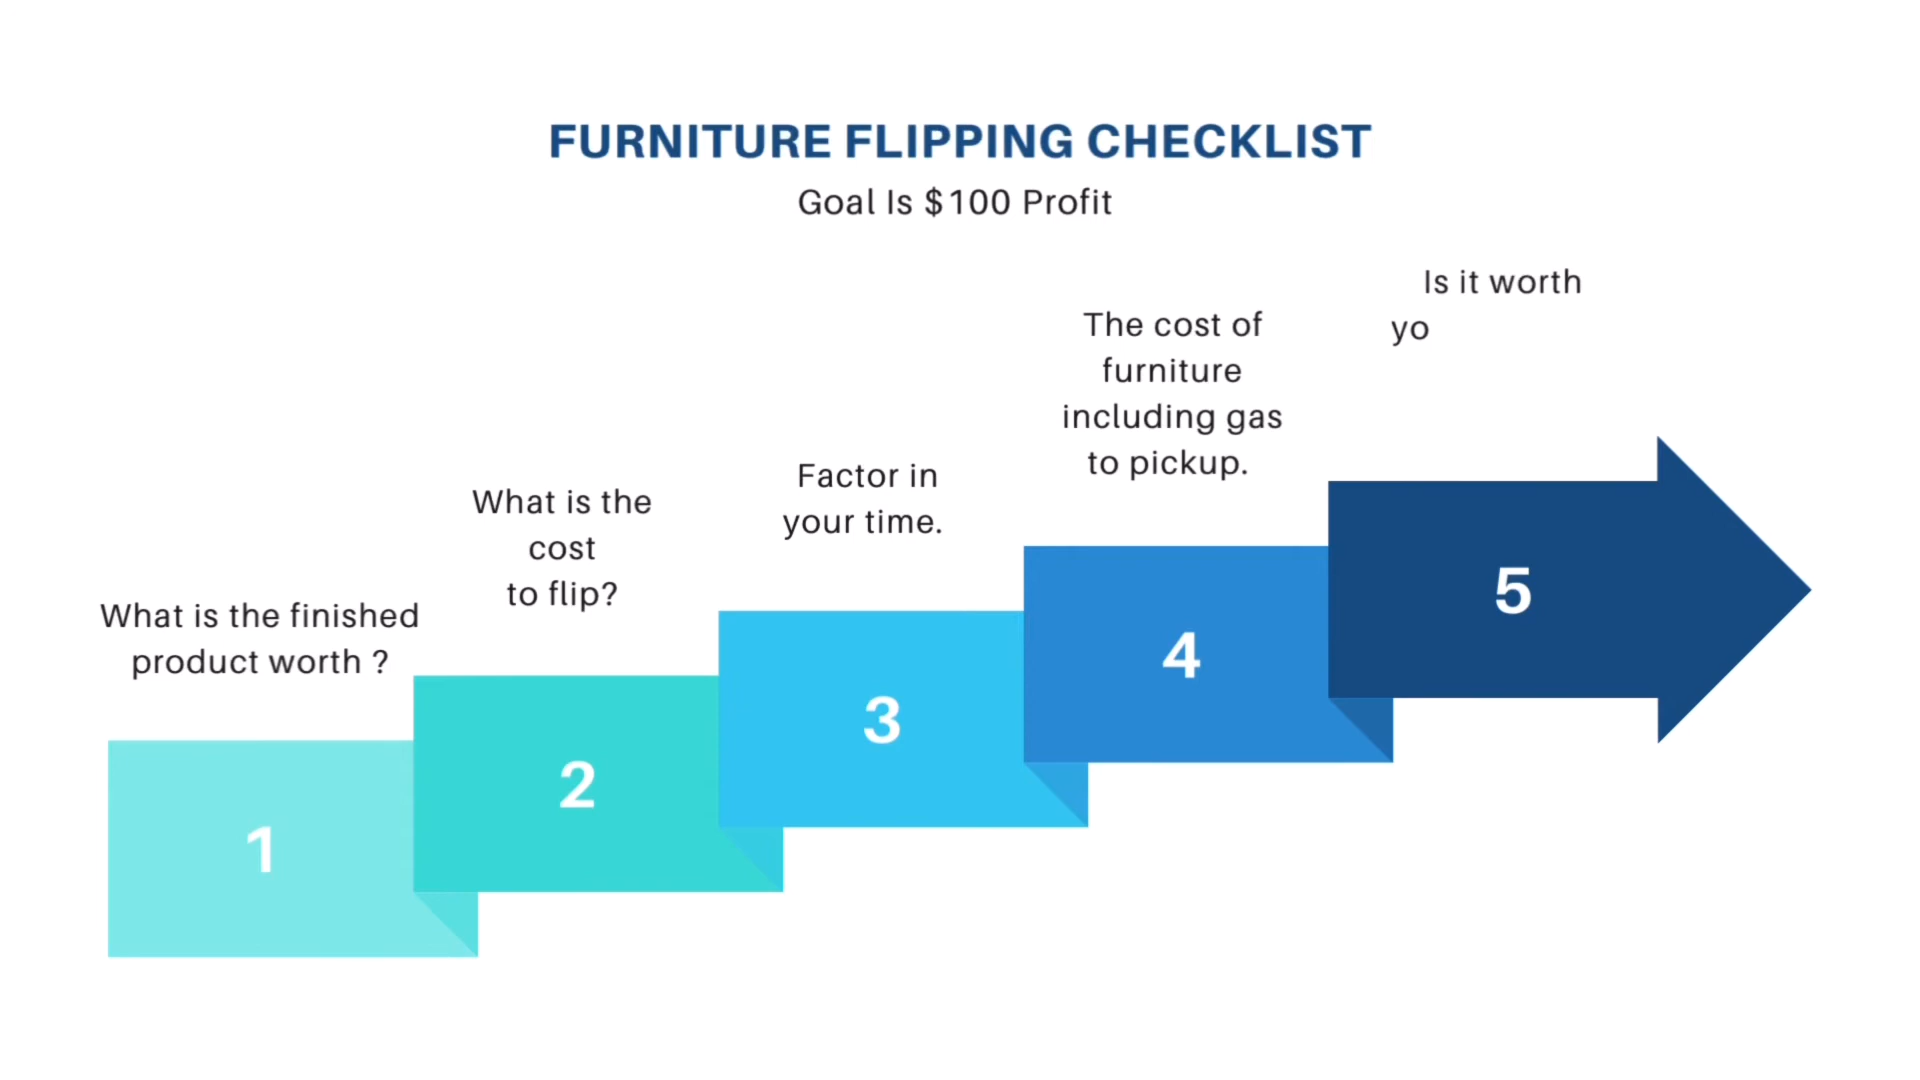 FURNITURE FLIPPING CHECKLIST
Goal Is $100 Profit
What is the finished
product worth ?
1
What is the
cost
to flip?
2
Factor in
your time.
3
The cost of
furniture
including gas
to pickup.
4
Is it worth
yo
5